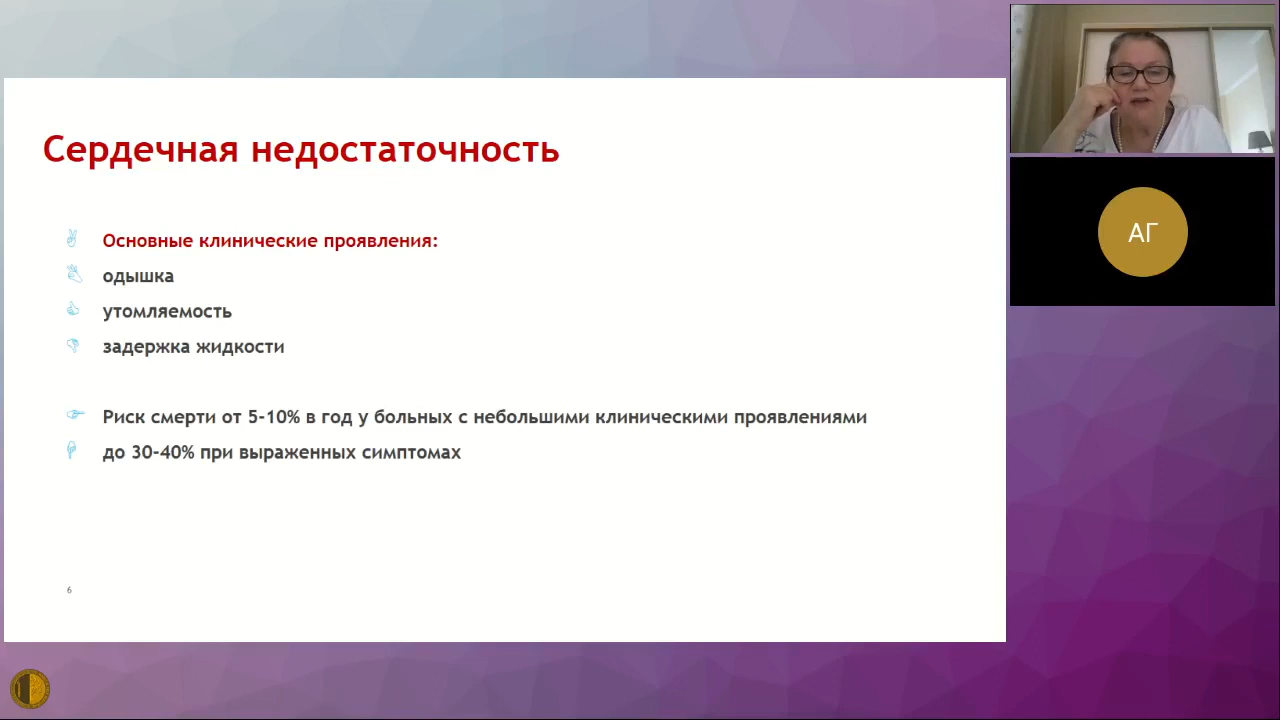 Сердечная недостаточность
Основные клинические проявления:
одышка
утомляемость
задержка жидкости
Риск смерти от 5-10% в год у больных с небольшими клиническими проявлениями
до 30-40% при выраженных симптомах
6
АГ